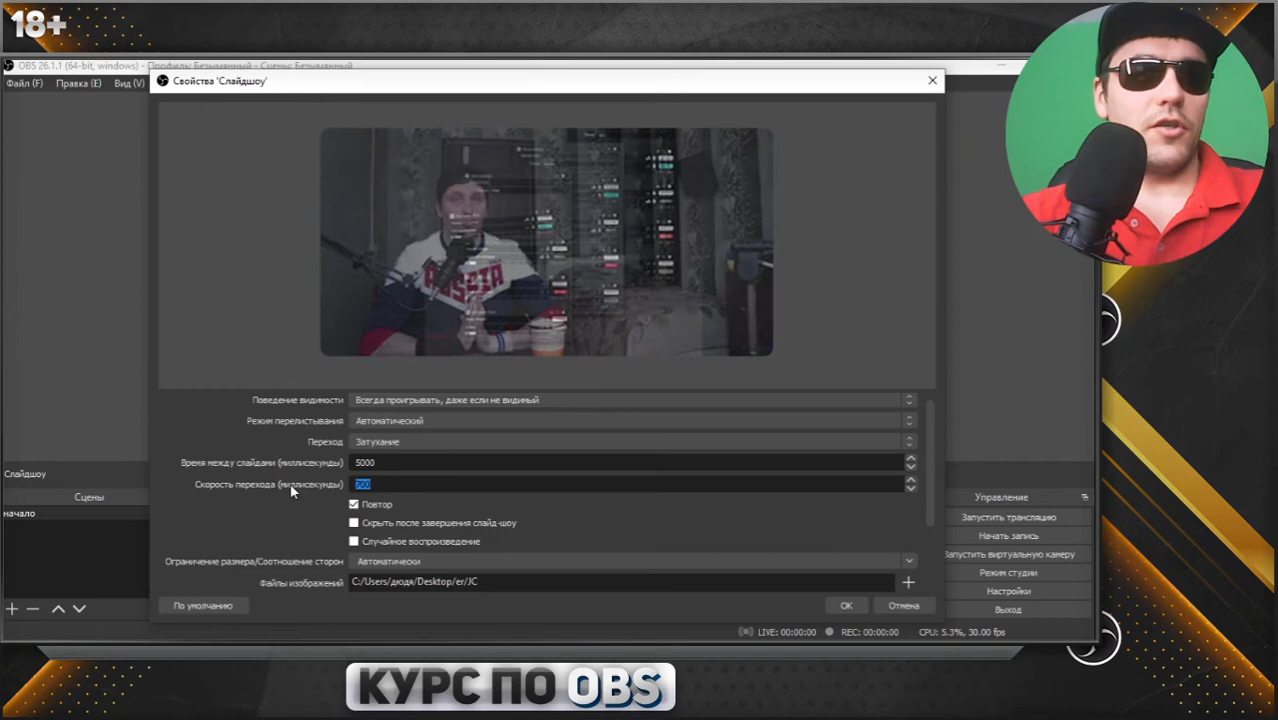 18+
OBS 26.1.1 (64-bit, windows) - Профиль: Безымянный - Сцены: Безымянный
Файл (F) Правка (E) Вид (V)
Свойства 'Слайдшоу'
RUSSIA
Поведение видимости Всегда проигрывать, даже если не видимый
Режим перелистывания Автоматический
Переход Затухание
Время между слайдами (миллисекунды) 5000
Скорость перехода (миллисекунды) 700
Повтор
Скрыть после завершения слайд-шоу
Случайное воспроизведение
Ограничение размера/Соотношение сторон Автоматически
Файлы изображений C:/Users/дюдя/Desktop/er/JC
По умолчанию OK Отмена
Слайдшоу
Сцены
начало
Управление
Запустить трансляцию
Начать запись
Запустить виртуальную камеру
Режим студии
Настройки
Выход
LIVE: 00:00:00 REC: 00:00:00 CPU: 5.3%, 30.00 fps
КУРС ПО OBS